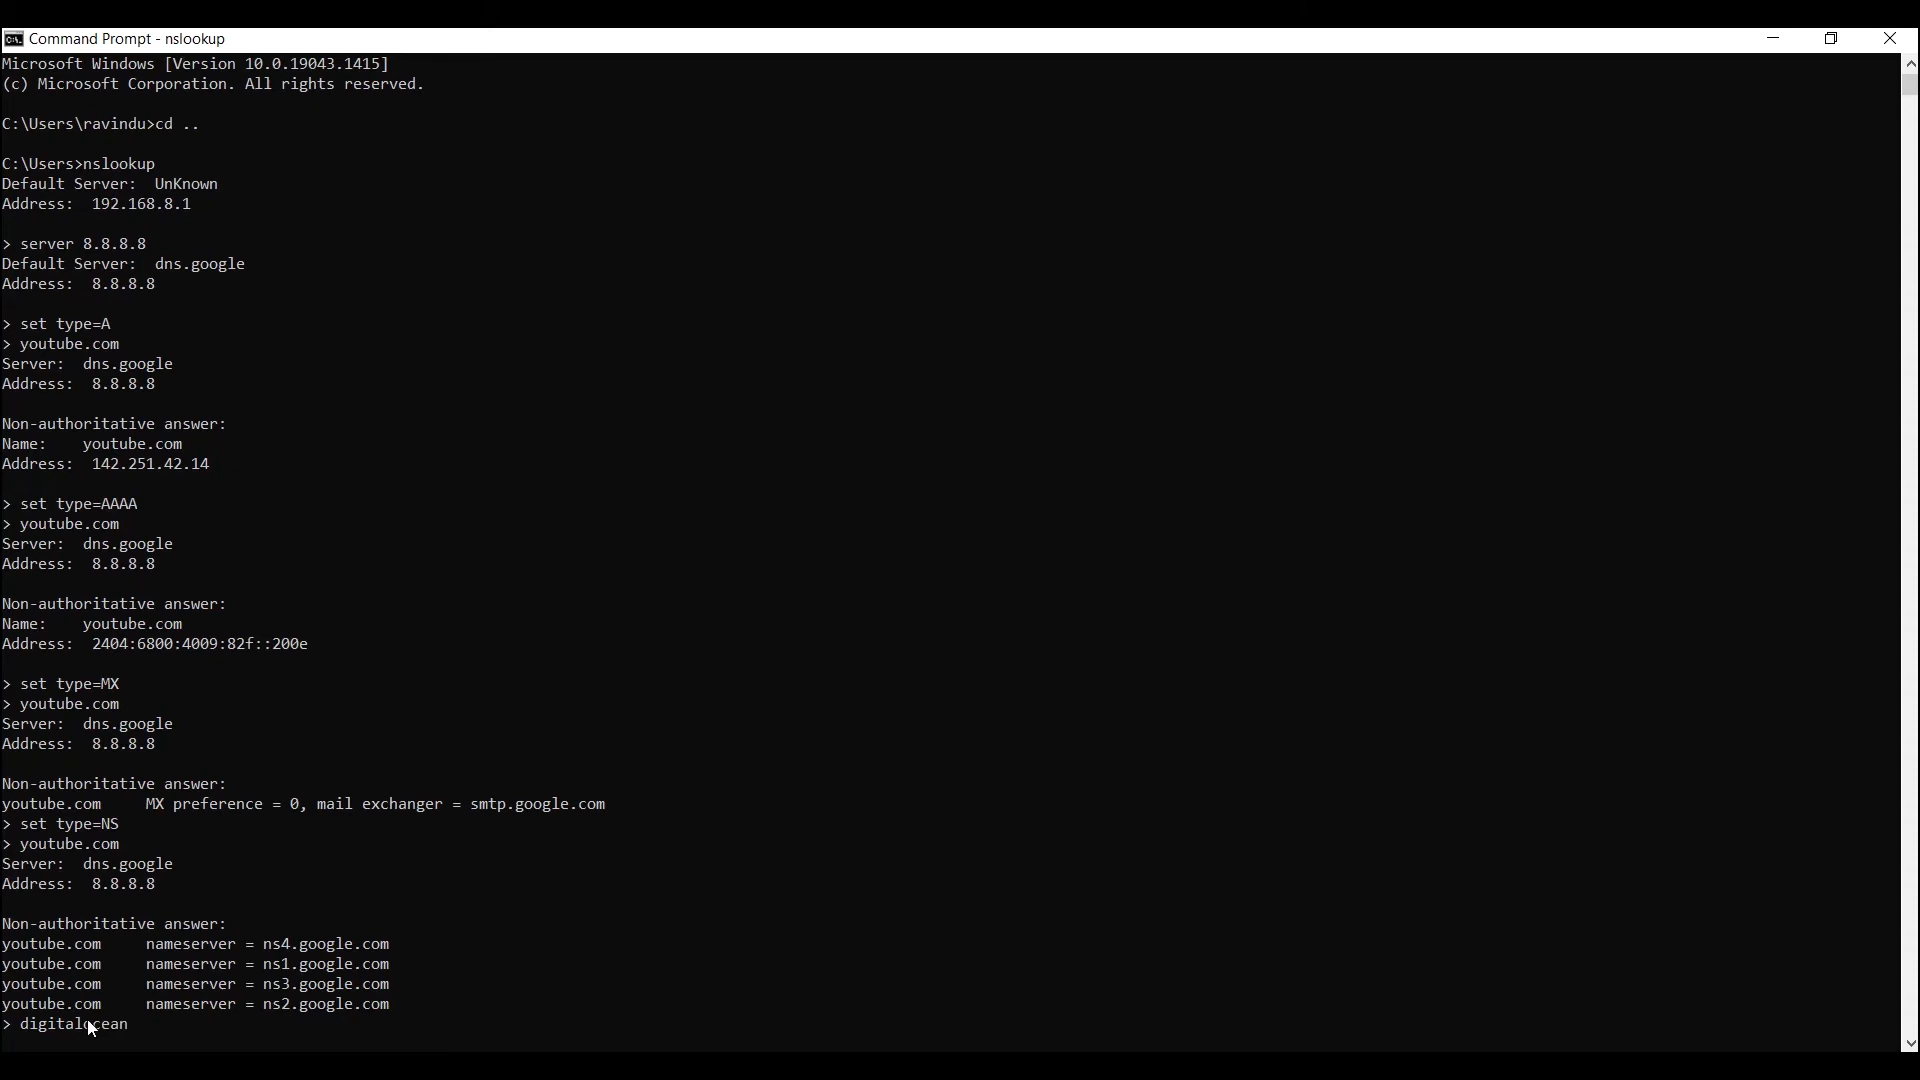 Command Prompt - nslookup
Microsoft Windows [Version 10.0.19043.1415]
(c) Microsoft Corporation. All rights reserved.
C:\Users\ravindu>cd ..
C:\Users>nslookup
Default Server:  UnKnown
Address:  192.168.8.1
> server 8.8.8.8
Default Server:  dns.google
Address:  8.8.8.8
> set type=A
> youtube.com
Server:  dns.google
Address:  8.8.8.8
Non-authoritative answer:
Name:    youtube.com
Address:  142.251.42.14
> set type=AAAA
> youtube.com
Server:  dns.google
Address:  8.8.8.8
Non-authoritative answer:
Name:    youtube.com
Address:  2404:6800:4009:82f::200e
> set type=MX
> youtube.com
Server:  dns.google
Address:  8.8.8.8
Non-authoritative answer:
youtube.com     MX preference = 0, mail exchanger = smtp.google.com
> set type=NS
> youtube.com
Server:  dns.google
Address:  8.8.8.8
Non-authoritative answer:
youtube.com     nameserver = ns4.google.com
youtube.com     nameserver = ns1.google.com
youtube.com     nameserver = ns3.google.com
youtube.com     nameserver = ns2.google.com
> digitalocean